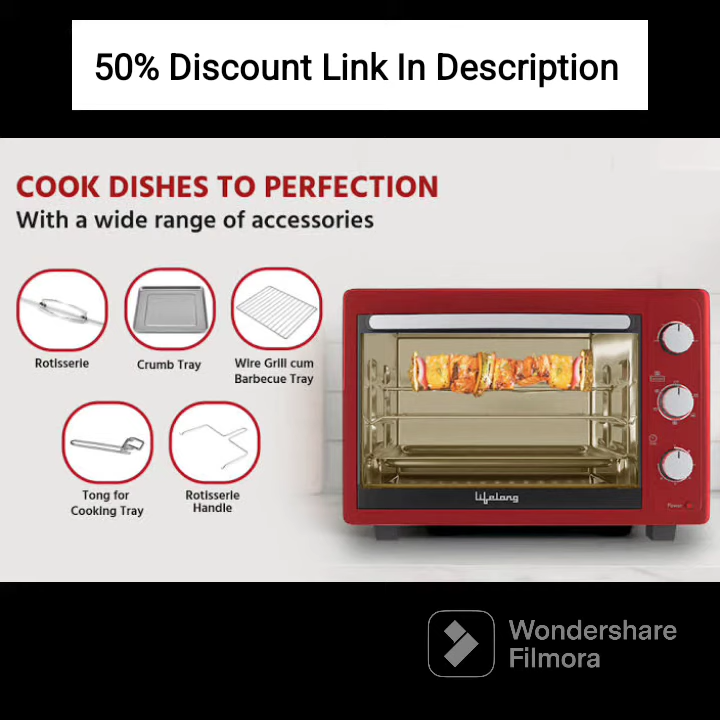 50% Discount Link In Description
COOK DISHES TO PERFECTION
With a wide range of accessories
Rotisserie
Crumb Tray
Wire Grill cum
Barbecue Tray
Tong for
Cooking Tray
Rotisserie
Handle
Lifelong
Power
Wondershare
Filmora